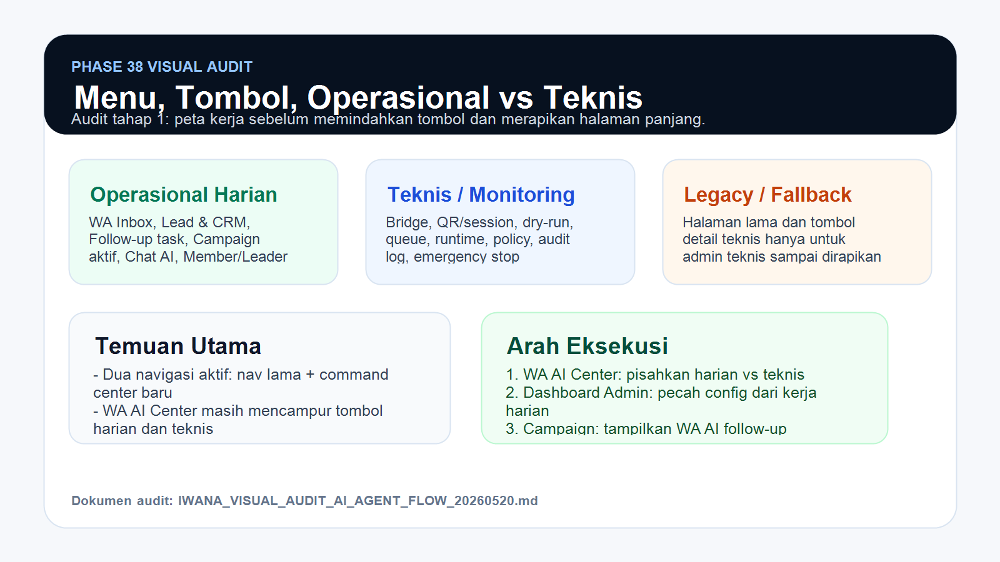 PHASE 38 VISUAL AUDIT
Menu, Tombol, Operasional vs Teknis
Audit tahap 1: peta kerja sebelum memindahkan tombol dan merapikan halaman panjang.
Operasional Harian
WA Inbox, Lead & CRM,
Follow-up task, Campaign
aktif, Chat AI, Member/Leader
Teknis / Monitoring
Bridge, QR/session, dry-run,
queue, runtime, policy, audit
log, emergency stop
Legacy / Fallback
Halaman lama dan tombol
detail teknis hanya untuk
admin teknis sampai dirapikan
Temuan Utama
- Dua navigasi aktif: nav lama + command
center baru
- WA AI Center masih mencampur tombol
harian dan teknis
Arah Eksekusi
1. WA AI Center: pisahkan harian vs teknis
2. Dashboard Admin: pecah config dari kerja
harian
3. Campaign: tampilkan WA AI follow-up
Dokumen audit: IWANA_VISUAL_AUDIT_AI_AGENT_FLOW_20260520.md